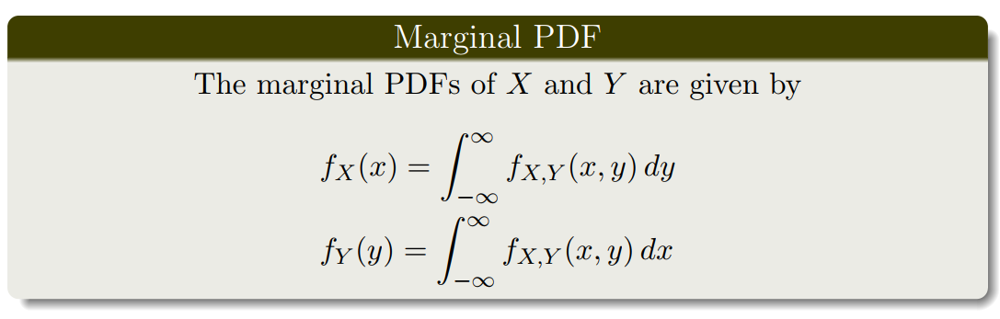 Marginal PDF
The marginal PDFs of X and Y are given by
f_X(x) = ∫_{−∞}^{∞} f_{X,Y}(x, y) dy
f_Y(y) = ∫_{−∞}^{∞} f_{X,Y}(x, y) dx